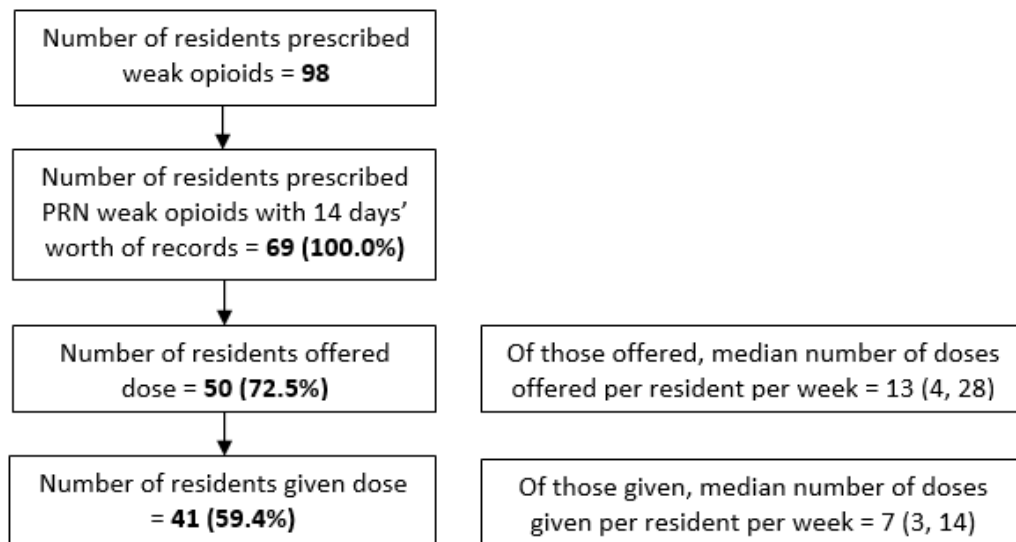 Number of residents prescribed
weak opioids = 98
Number of residents prescribed
PRN weak opioids with 14 days’
worth of records = 69 (100.0%)
Number of residents offered
dose = 50 (72.5%)
Of those offered, median number of doses
offered per resident per week = 13 (4, 28)
Number of residents given dose
= 41 (59.4%)
Of those given, median number of doses
given per resident per week = 7 (3, 14)